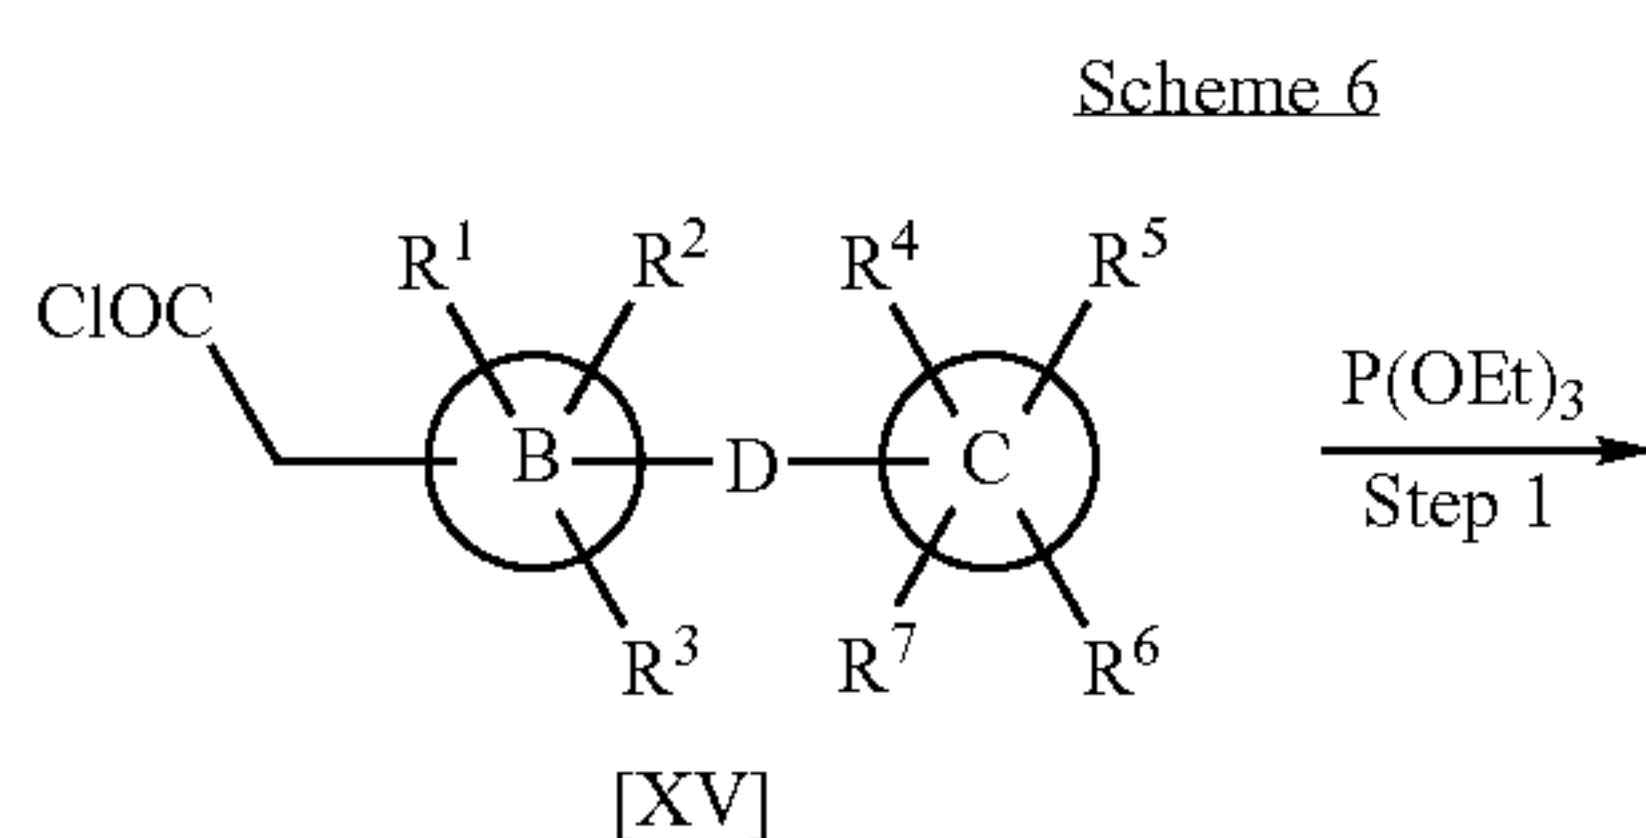 Scheme 6
R¹ R² R⁴ R⁵
ClOC
P(OEt)₃
B D C
Step 1
R³ R⁷ R⁶
[XV]